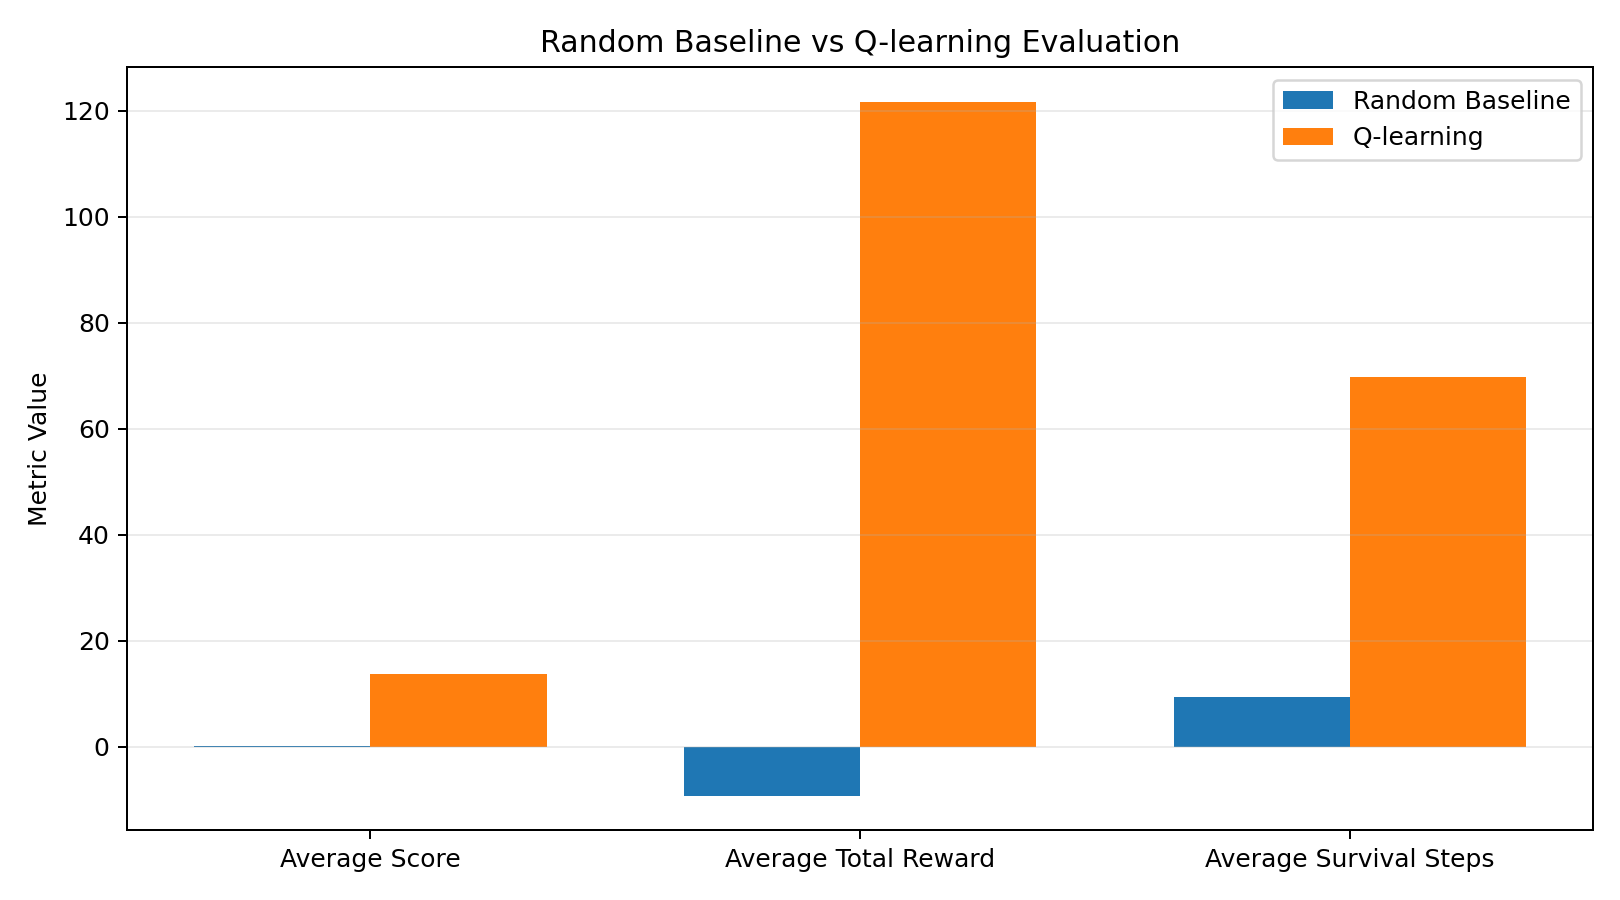 Random Baseline vs Q-learning Evaluation
Random Baseline
Q-learning
Metric Value
120
100
80
60
40
20
0
Average Score
Average Total Reward
Average Survival Steps